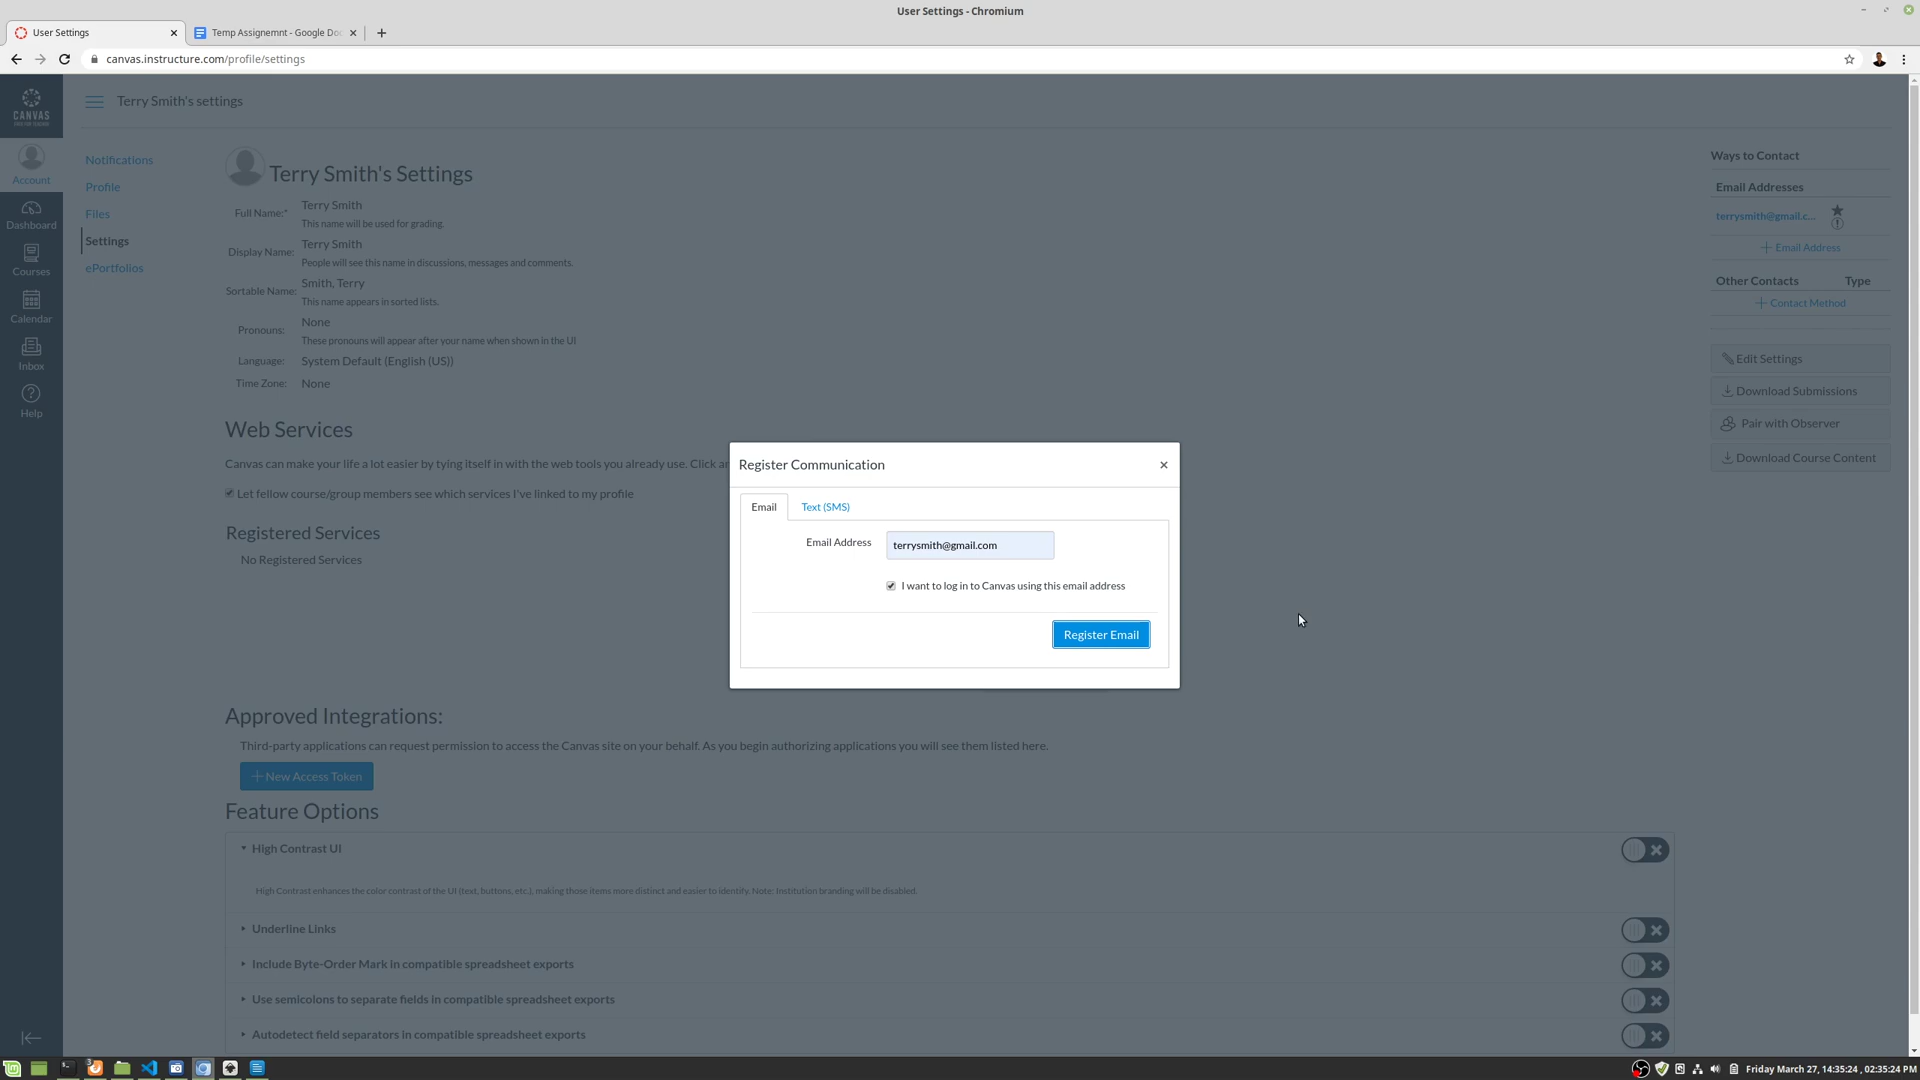 User Settings - Chromium
User Settings
Temp Assignemnt - Google Doc
canvas.instructure.com/profile/settings
CANVAS
Terry Smith's settings
Account
Dashboard
Courses
Calendar
Inbox
Help
Notifications
Profile
Files
Settings
ePortfolios
Terry Smith's Settings
Full Name:* Terry Smith
This name will be used for grading.
Display Name: Terry Smith
People will see this name in discussions, messages and comments.
Sortable Name: Smith, Terry
This name appears in sorted lists.
Pronouns: None
These pronouns will appear after your name when shown in the UI
Language: System Default (English (US))
Time Zone: None
Web Services
Canvas can make your life a lot easier by tying itself in with the web tools you already use. Click
Let fellow course/group members see which services I've linked to my profile
Registered Services
No Registered Services
Approved Integrations:
Third-party applications can request permission to access the Canvas site on your behalf. As you begin authorizing applications you will see them listed here.
+ New Access Token
Feature Options
High Contrast UI
High Contrast enhances the color contrast of the UI (text, buttons, etc.), making those items more distinct and easier to identify. Note: Institution branding will be disabled.
Underline Links
Include Byte-Order Mark in compatible spreadsheet exports
Use semicolons to separate fields in compatible spreadsheet exports
Autodetect field separators in compatible spreadsheet exports
Register Communication
Email Text (SMS)
Email Address terrysmith@gmail.com
I want to log in to Canvas using this email address
Register Email
Ways to Contact
Email Addresses
terrysmith@gmail.c...
+ Email Address
Other Contacts Type
+ Contact Method
Edit Settings
Download Submissions
Pair with Observer
Download Course Content
3
Friday March 27, 14:35:24 , 02:35:24 PM